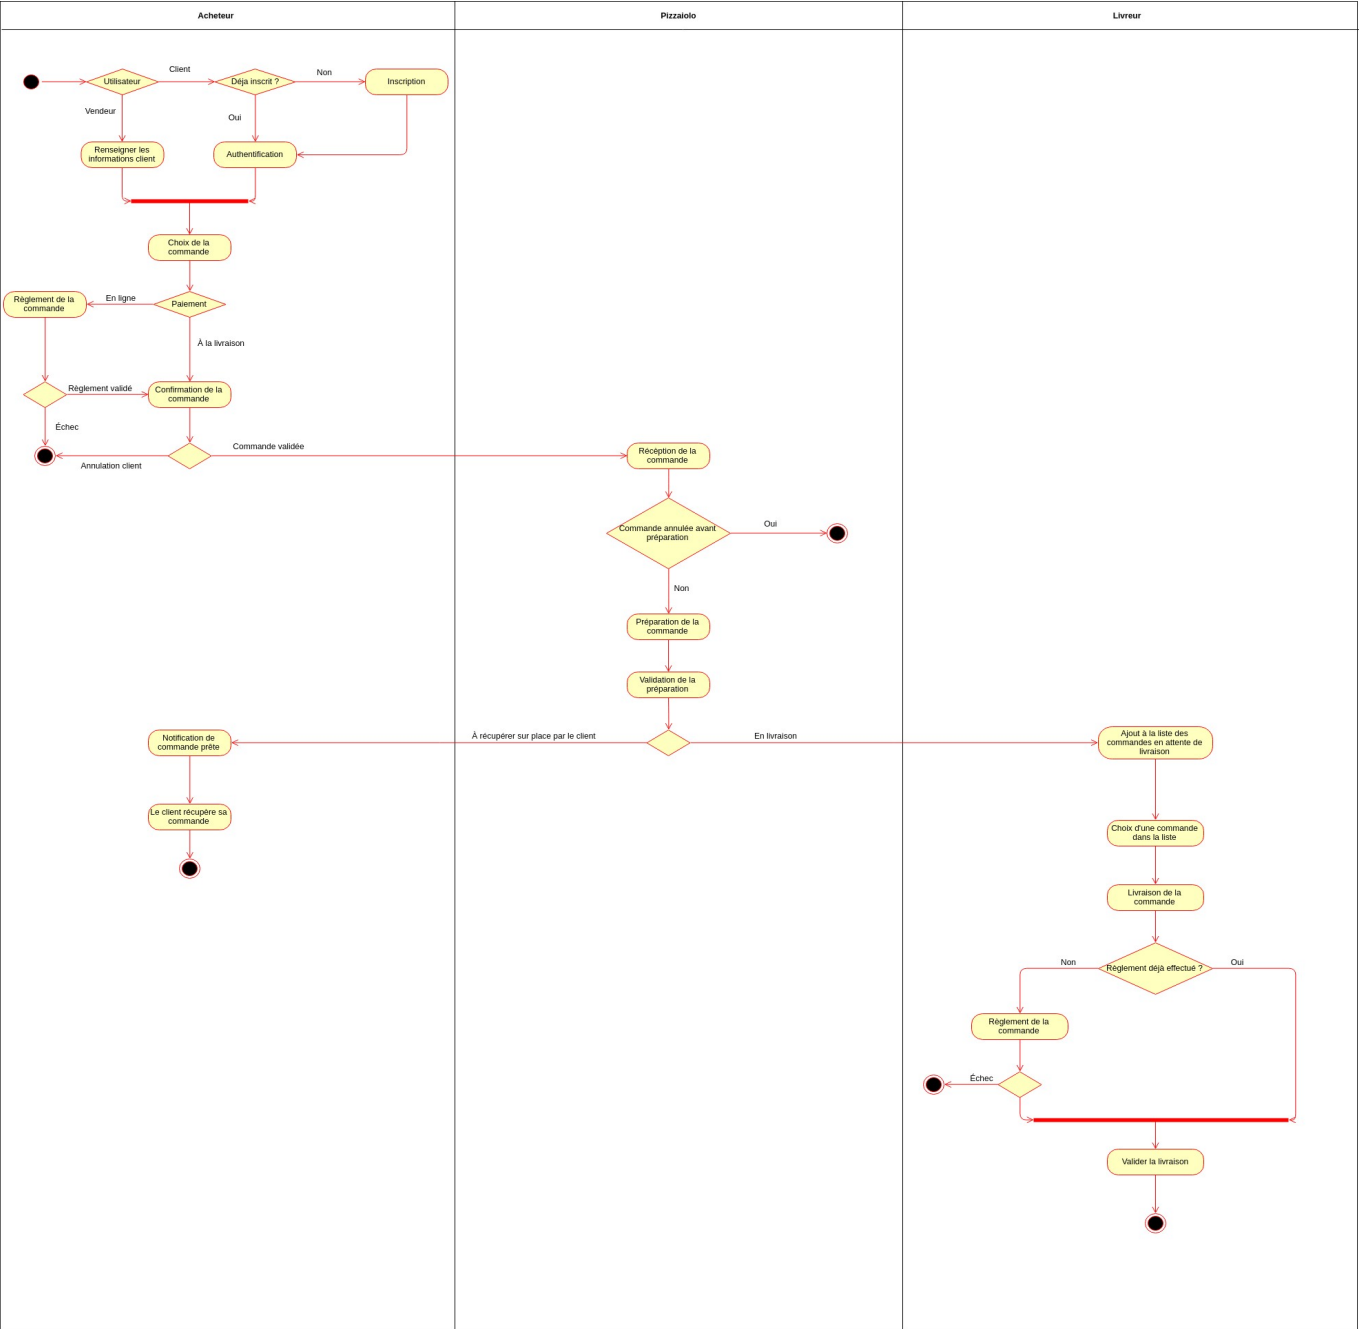 Acheteur
Pizzaiolo
Livreur
Utilisateur
Client
Déja inscrit ?
Non
Inscription
Vendeur
Oui
Renseigner les
informations client
Authentification
Choix de la
commande
Règlement de la
commande
En ligne
Paiement
À la livraison
Règlement validé
Confirmation de la
commande
Échec
Annulation client
Commande validée
Récèption de la
commande
Commande annulée avant
préparation
Oui
Non
Préparation de la
commande
Validation de la
préparation
Notification de
commande prête
À récupérer sur place par le client
En livraison
Ajout à la liste des
commandes en attente de
livraison
Le client récupère sa
commande
Choix d'une commande
dans la liste
Livraison de la
commande
Non
Règlement déjà effectué ?
Oui
Règlement de la
commande
Échec
Valider la livraison